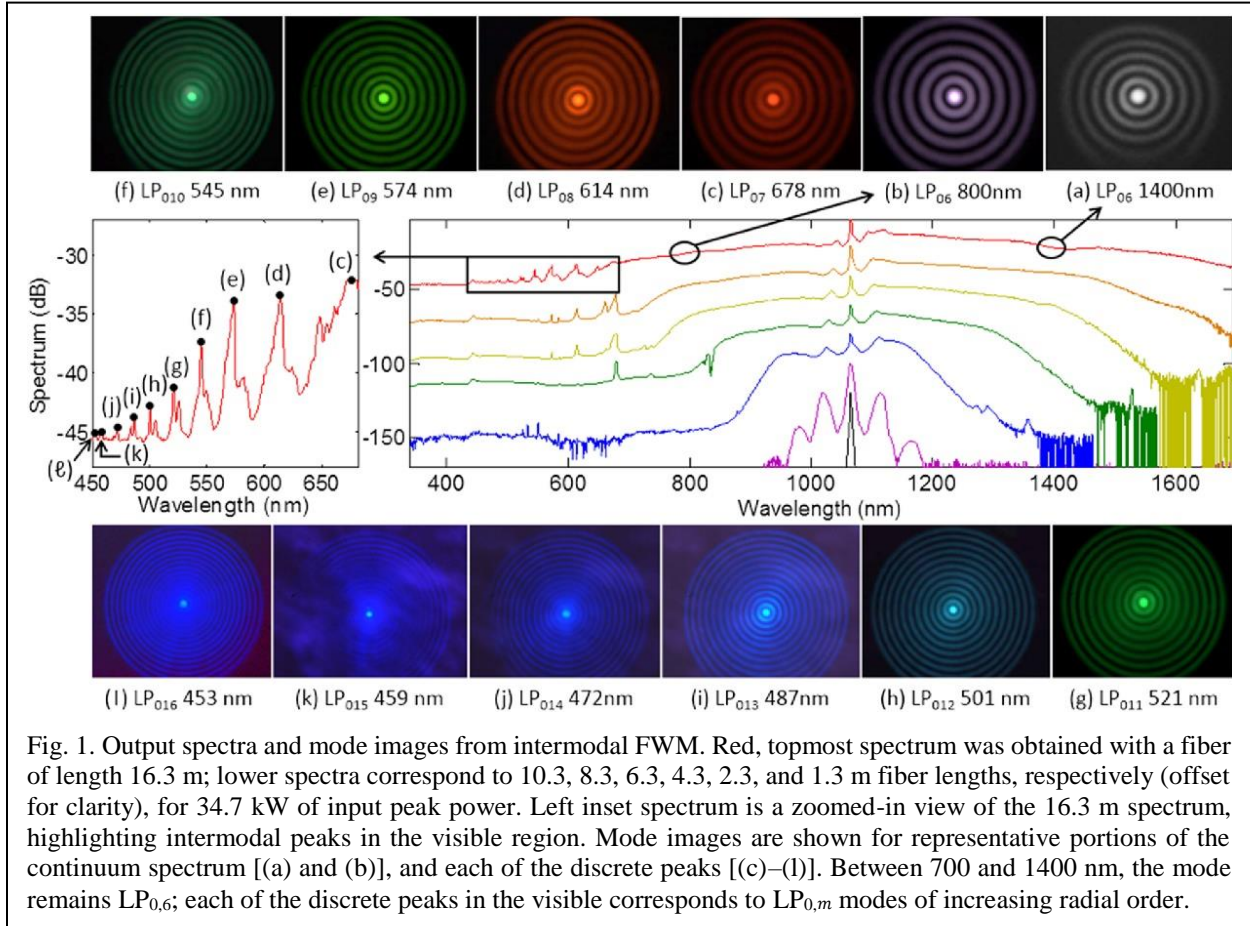 (f) LP₀₁₀ 545 nm
(e) LP₀₉ 574 nm
(d) LP₀₈ 614 nm
(c) LP₀₇ 678 nm
(b) LP₀₆ 800nm
(a) LP₀₆ 1400nm
Spectrum (dB)
-30
-35
-40
-45
(ℓ)
(k)
(j)
(i)
(h)
(g)
(f)
(e)
(d)
(c)
450 500 550 600 650
Wavelength (nm)
-50
-100
-150
400 600 800 1000 1200 1400 1600
Wavelength (nm)
(l) LP₀₁₆ 453 nm
(k) LP₀₁₅ 459 nm
(j) LP₀₁₄ 472nm
(i) LP₀₁₃ 487nm
(h) LP₀₁₂ 501 nm
(g) LP₀₁₁ 521 nm
Fig. 1. Output spectra and mode images from intermodal FWM. Red, topmost spectrum was obtained with a fiber
of length 16.3 m; lower spectra correspond to 10.3, 8.3, 6.3, 4.3, 2.3, and 1.3 m fiber lengths, respectively (offset
for clarity), for 34.7 kW of input peak power. Left inset spectrum is a zoomed-in view of the 16.3 m spectrum,
highlighting intermodal peaks in the visible region. Mode images are shown for representative portions of the
continuum spectrum [(a) and (b)], and each of the discrete peaks [(c)–(l)]. Between 700 and 1400 nm, the mode
remains LP₀,₆; each of the discrete peaks in the visible corresponds to LP₀,ₘ modes of increasing radial order.